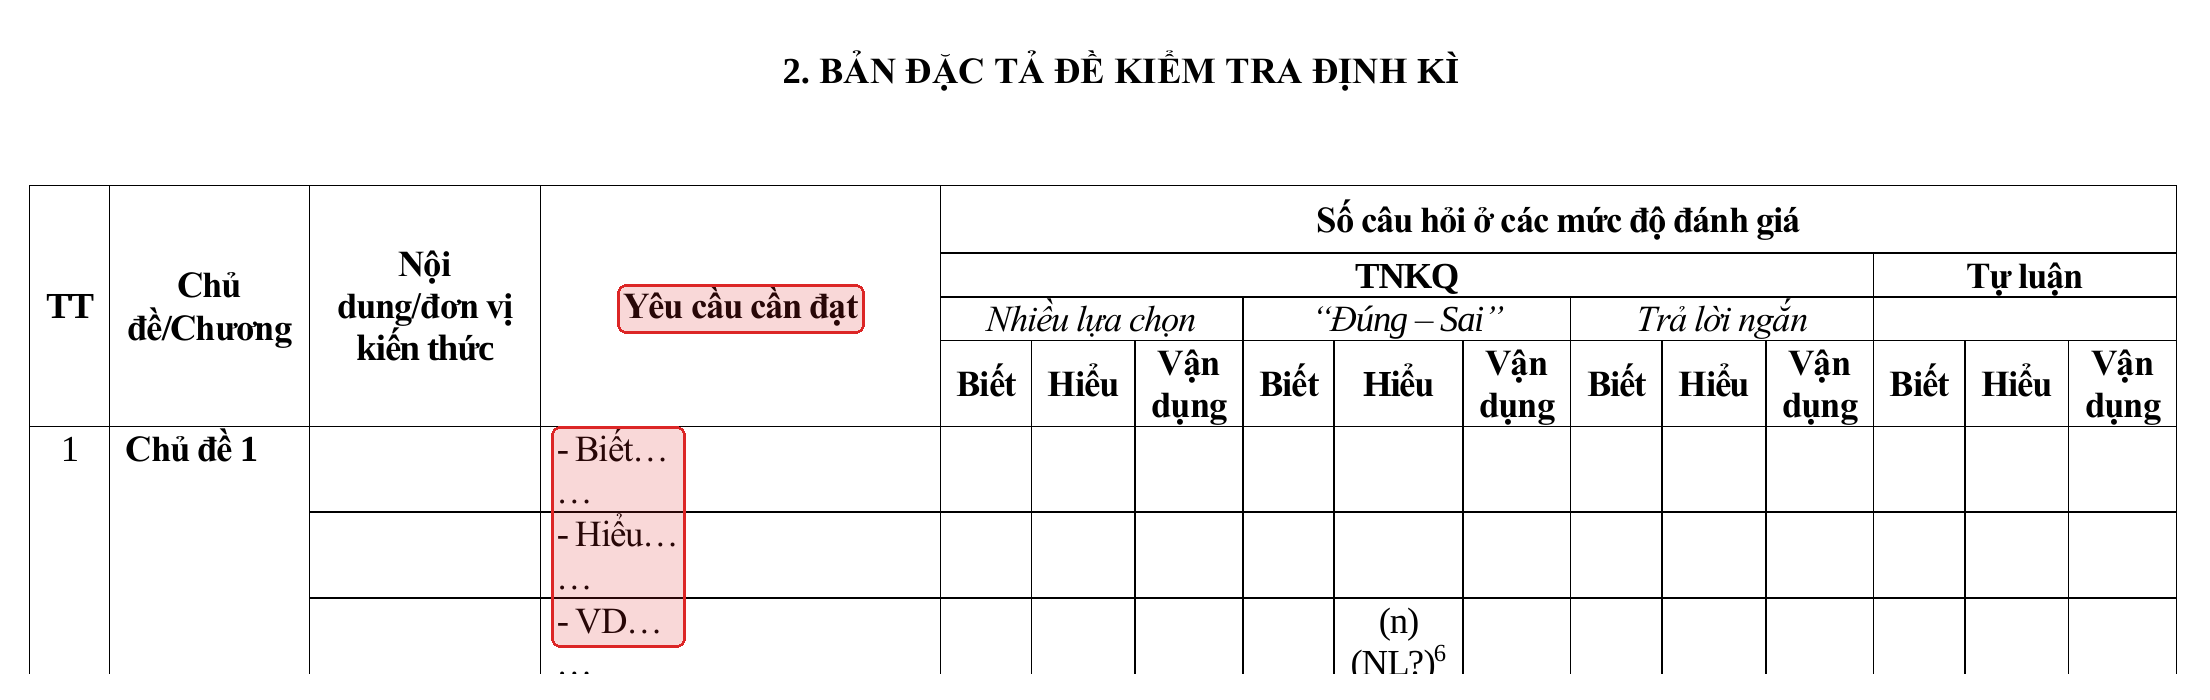 2. BẢN ĐẶC TẢ ĐỀ KIỂM TRA ĐỊNH KÌ
TT
Chủ
đề/Chương
Nội
dung/đơn vị
kiến thức
Yêu cầu cần đạt
Số câu hỏi ở các mức độ đánh giá
TNKQ
Tự luận
Nhiều lựa chọn
“Đúng – Sai”
Trả lời ngắn
Biết
Hiểu
Vận
dụng
Biết
Hiểu
Vận
dụng
Biết
Hiểu
Vận
dụng
Biết
Hiểu
Vận
dụng
1
Chủ đề 1
- Biết…
…
- Hiểu…
…
- VD…
…
(n)
(NL?)6